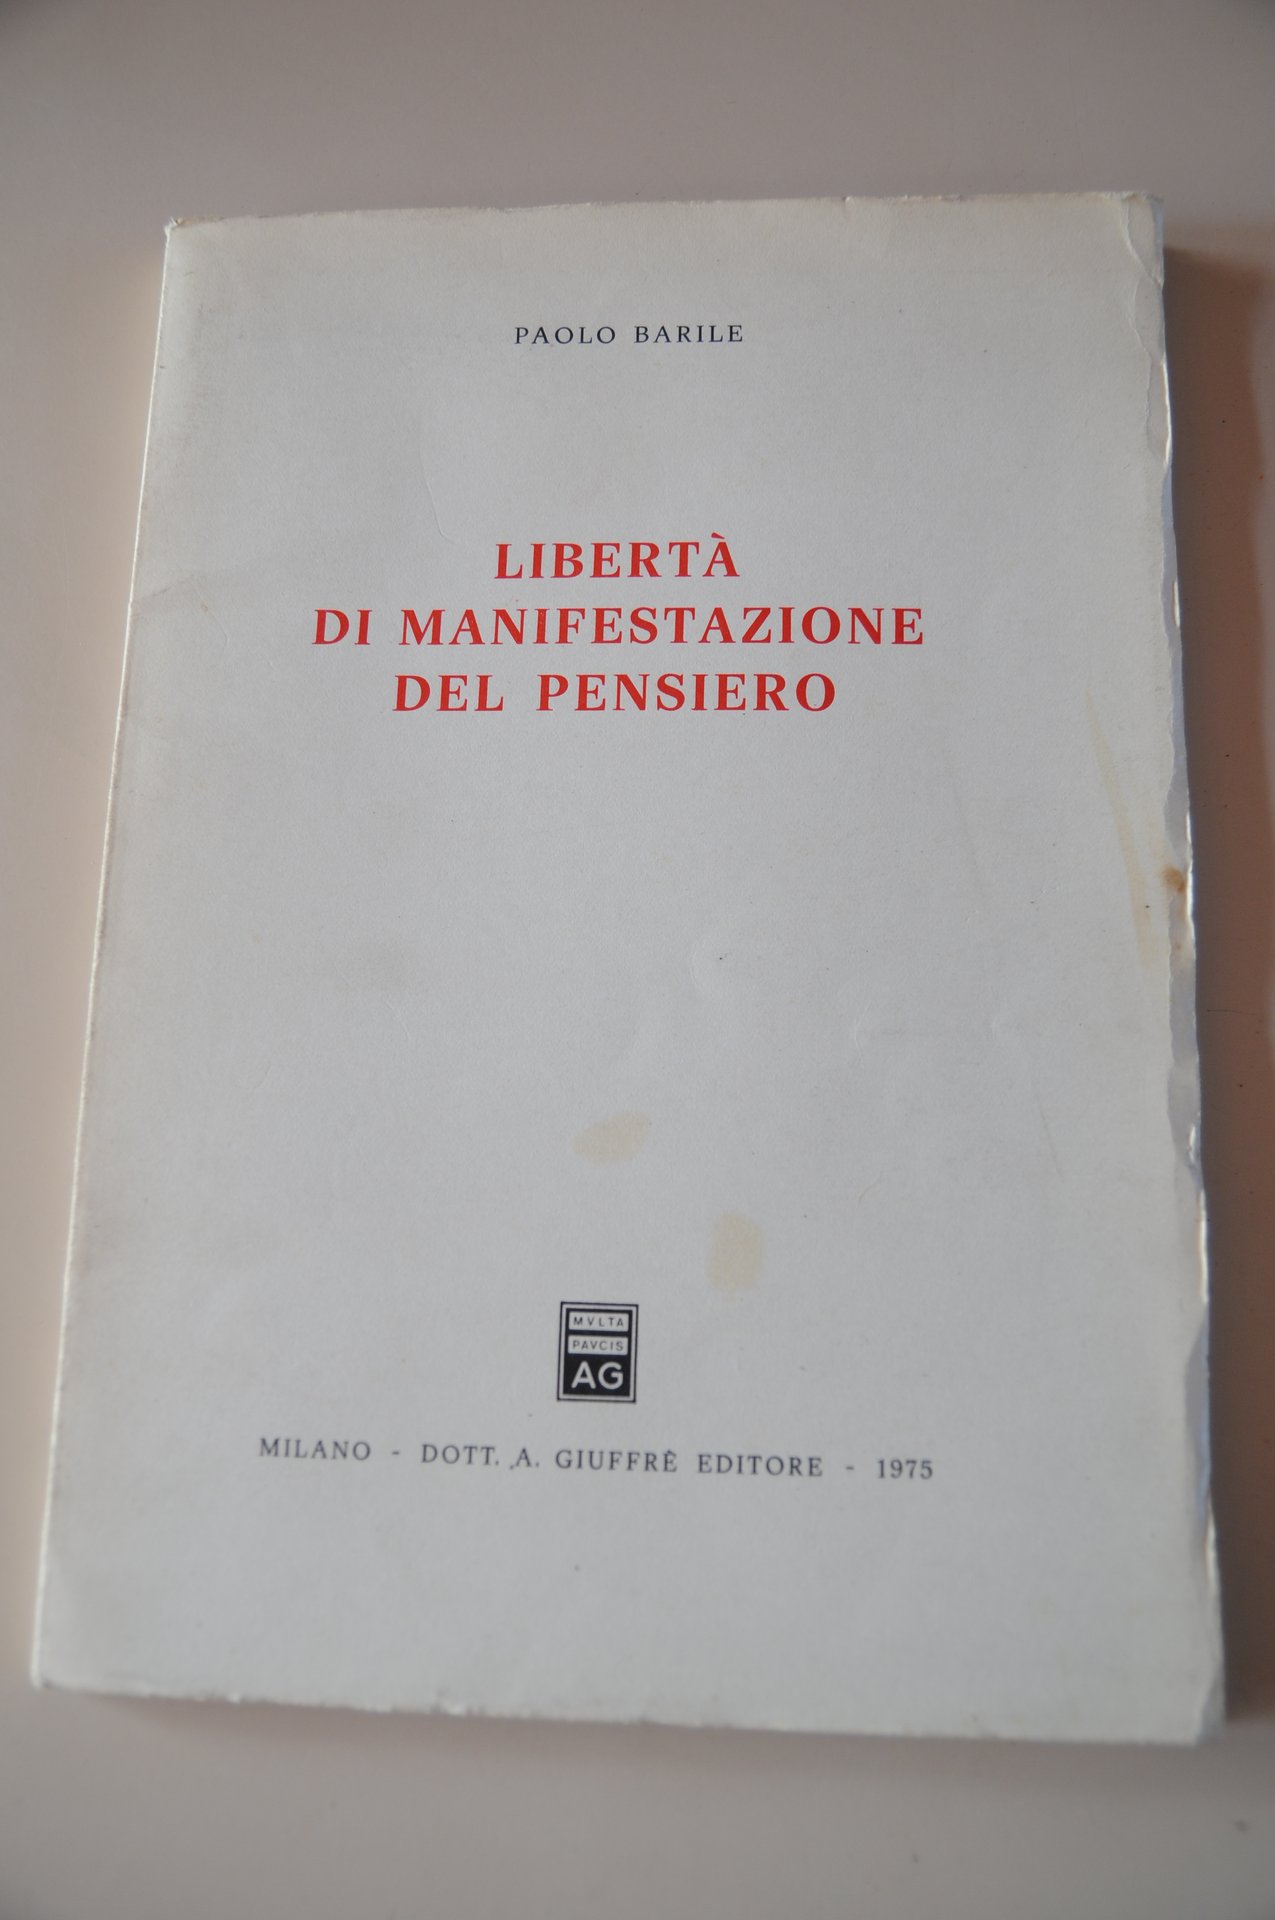 PAOLO BARILE
LIBERTÀ
DI MANIFESTAZIONE
DEL PENSIERO
MVLTA
PAVCIS
AG
MILANO - DOTT. A. GIUFFRÈ EDITORE - 1975